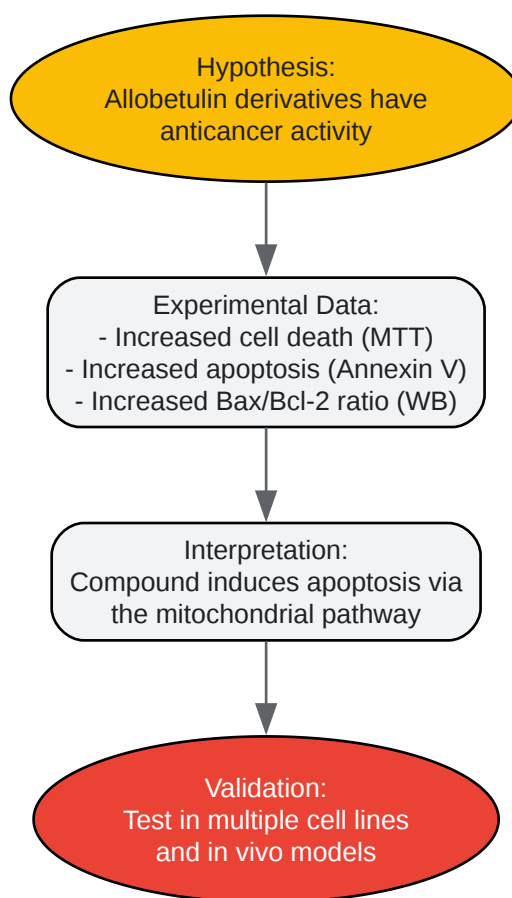 Hypothesis:
Allobetulin derivatives have
anticancer activity
Experimental Data:
- Increased cell death (MTT)
- Increased apoptosis (Annexin V)
- Increased Bax/Bcl-2 ratio (WB)
Interpretation:
Compound induces apoptosis via
the mitochondrial pathway
Validation:
Test in multiple cell lines
and in vivo models